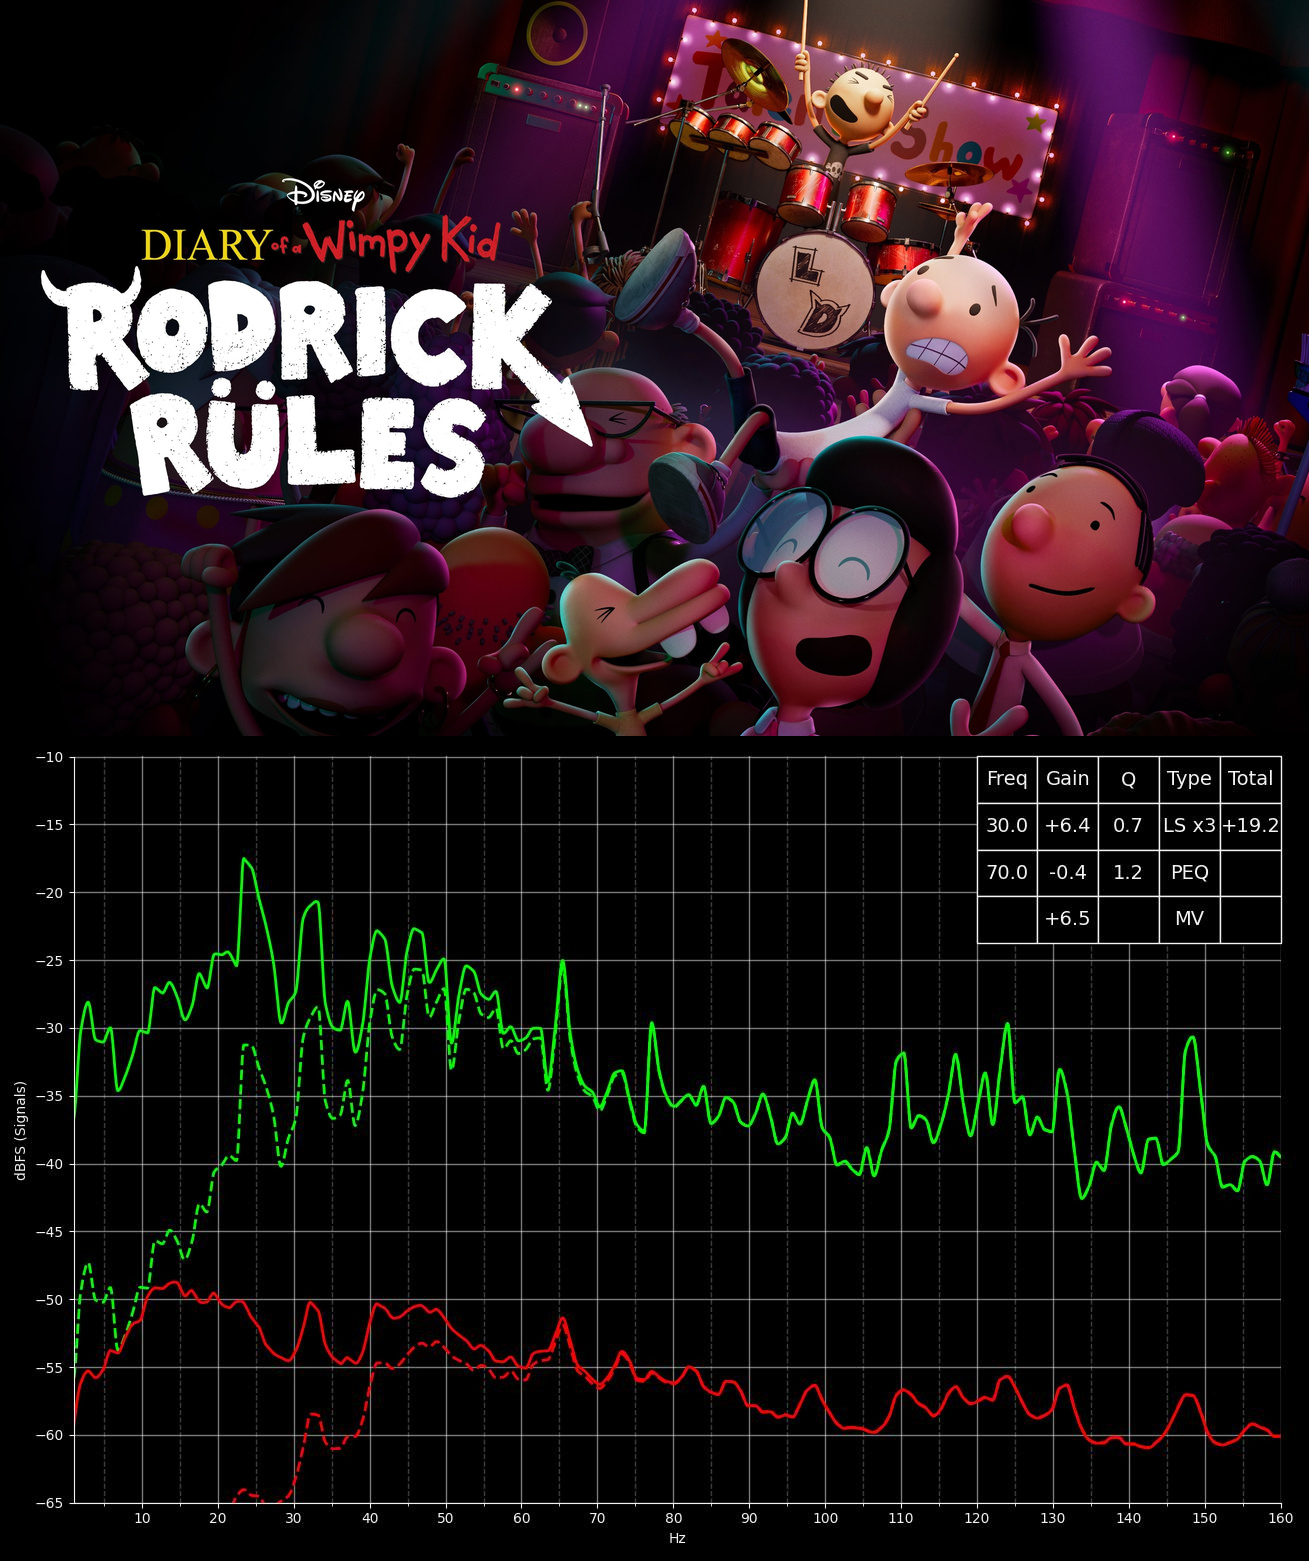 Talent Show
DISNEY
DIARY of a Wimpy Kid
RODRICK
RÜLES
L
D
Freq Gain Q Type Total
30.0 +6.4 0.7 LS x3 +19.2
70.0 -0.4 1.2 PEQ
+6.5 MV
−10
−15
−20
−25
−30
−35
−40
−45
−50
−55
−60
−65
dBFS (Signals)
10 20 30 40 50 60 70 80 90 100 110 120 130 140 150 160
Hz